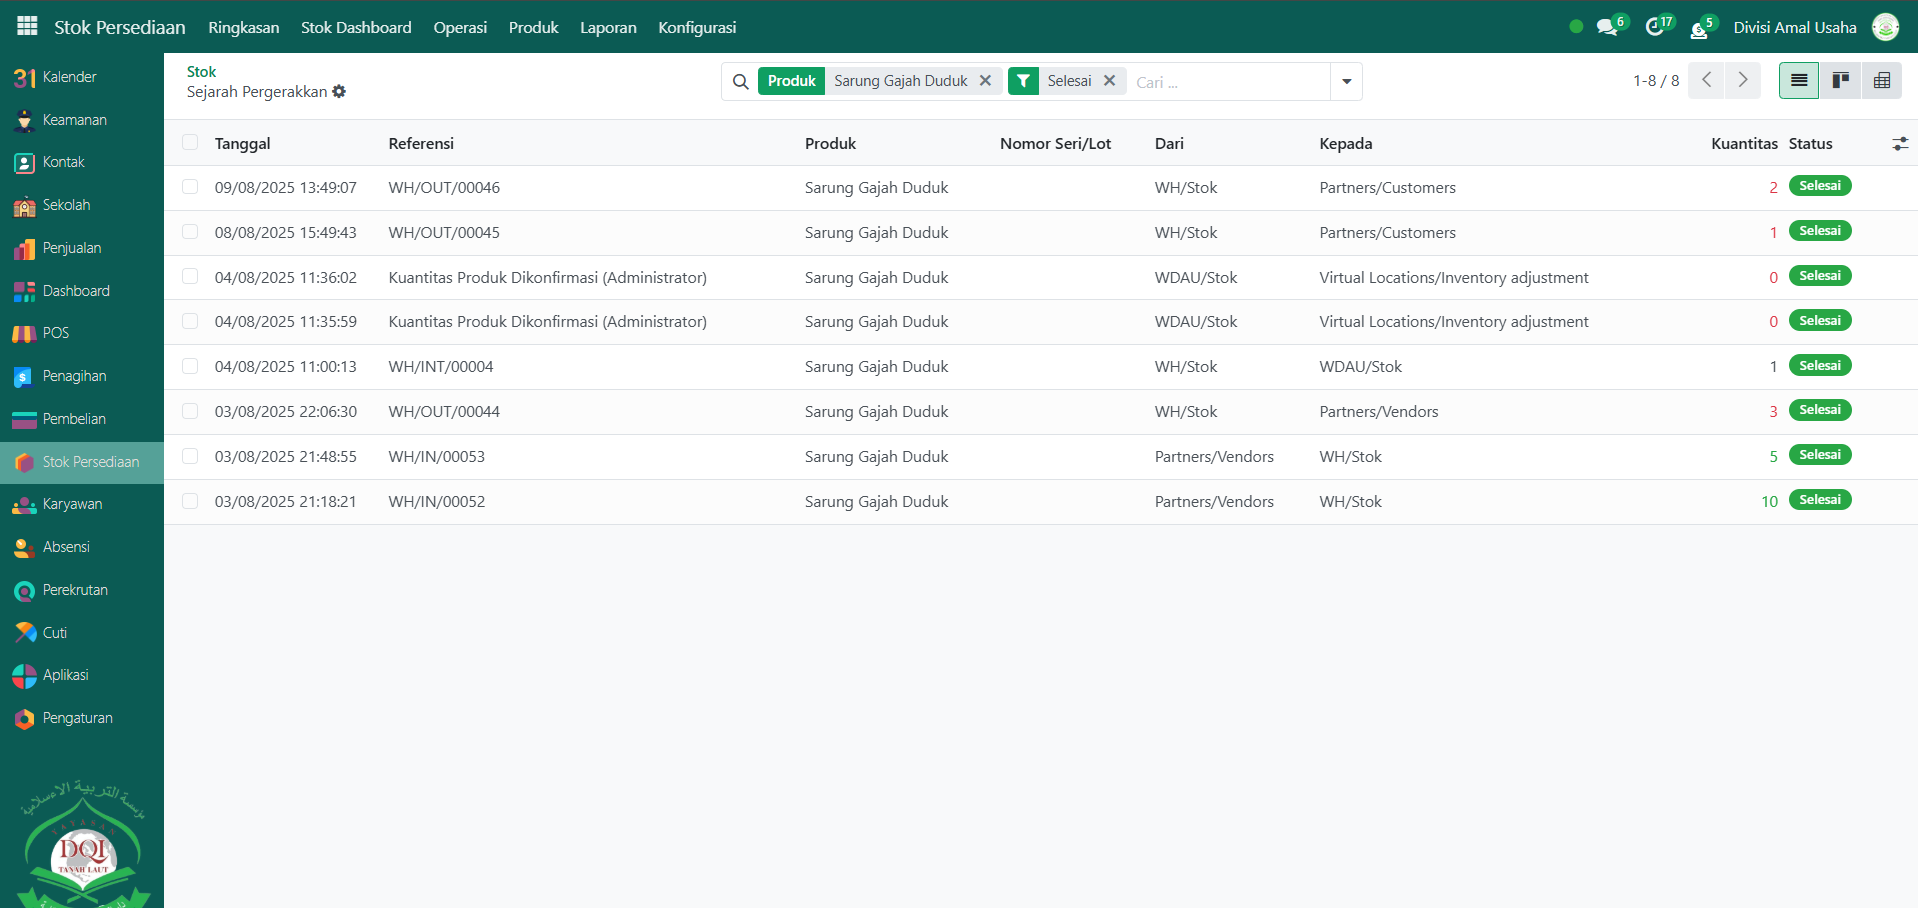 Stok Persediaan Ringkasan Stok Dashboard Operasi Produk Laporan Konfigurasi 6 17 5 Divisi Amal Usaha
31 Kalender
Keamanan
Kontak
Sekolah
Penjualan
Dashboard
POS
Penagihan
Pembelian
Stok Persediaan
Karyawan
Absensi
Perekrutan
Cuti
Aplikasi
Pengaturan
مؤسسة التربية الإسلامية
YAYASAN
DQL
TANAH LAUT
Stok
Sejarah Pergerakkan
Produk Sarung Gajah Duduk Selesai Cari ...
1-8 / 8
Tanggal Referensi Produk Nomor Seri/Lot Dari Kepada Kuantitas Status
09/08/2025 13:49:07 WH/OUT/00046 Sarung Gajah Duduk WH/Stok Partners/Customers 2 Selesai
08/08/2025 15:49:43 WH/OUT/00045 Sarung Gajah Duduk WH/Stok Partners/Customers 1 Selesai
04/08/2025 11:36:02 Kuantitas Produk Dikonfirmasi (Administrator) Sarung Gajah Duduk WDAU/Stok Virtual Locations/Inventory adjustment 0 Selesai
04/08/2025 11:35:59 Kuantitas Produk Dikonfirmasi (Administrator) Sarung Gajah Duduk WDAU/Stok Virtual Locations/Inventory adjustment 0 Selesai
04/08/2025 11:00:13 WH/INT/00004 Sarung Gajah Duduk WH/Stok WDAU/Stok 1 Selesai
03/08/2025 22:06:30 WH/OUT/00044 Sarung Gajah Duduk WH/Stok Partners/Vendors 3 Selesai
03/08/2025 21:48:55 WH/IN/00053 Sarung Gajah Duduk Partners/Vendors WH/Stok 5 Selesai
03/08/2025 21:18:21 WH/IN/00052 Sarung Gajah Duduk Partners/Vendors WH/Stok 10 Selesai